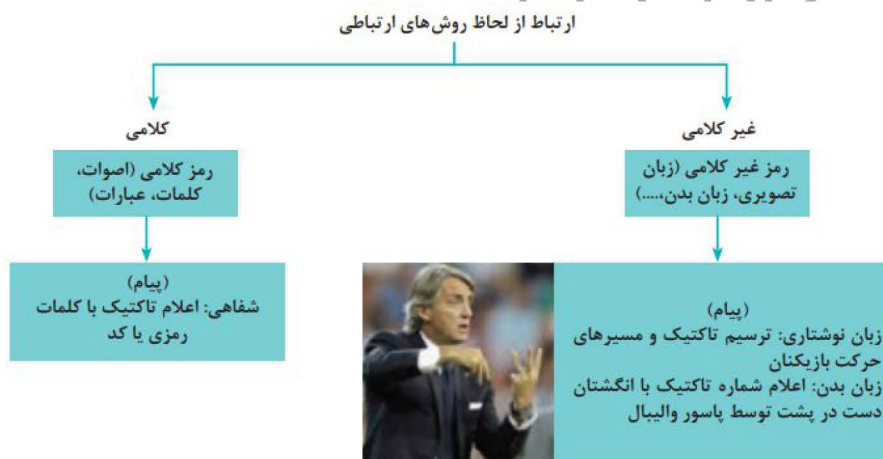 ارتباط از لحاظ روش‌های ارتباطی
غیر کلامی
کلامی
رمز غیر کلامی (زبان
تصویری، زبان بدن،....)
رمز کلامی (اصوات،
کلمات، عبارات)
(پیام)
زبان نوشتاری: ترسیم تاکتیک و مسیرهای
حرکت بازیکنان
زبان بدن: اعلام شماره تاکتیک با انگشتان
دست در پشت توسط پاسور والیبال
(پیام)
شفاهی: اعلام تاکتیک با کلمات
رمزی یا کد